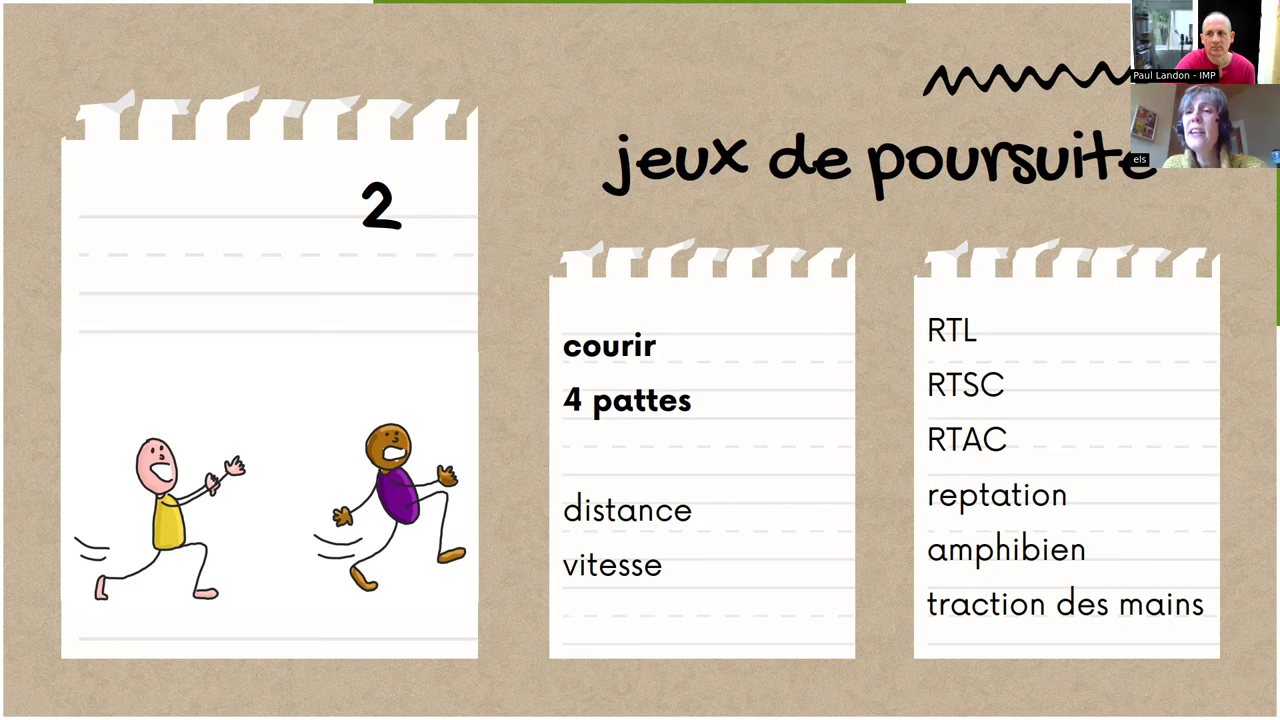 Paul Landon - IMP
els
jeux de poursuite
2
courir
4 pattes
distance
vitesse
RTL
RTSC
RTAC
reptation
amphibien
traction des mains